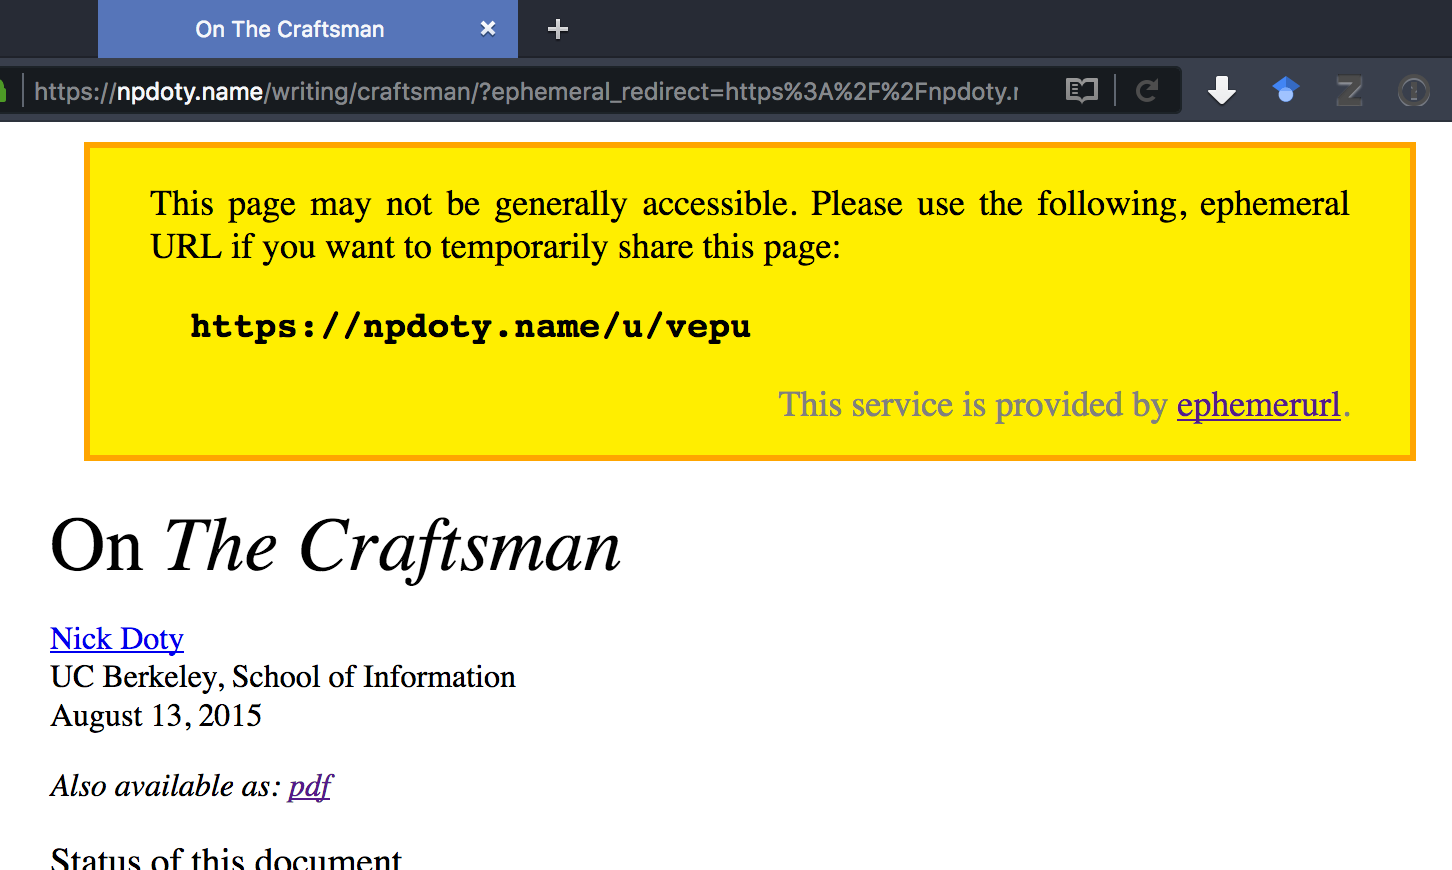 On The Craftsman
https://npdoty.name/writing/craftsman/?ephemeral_redirect=https%3A%2F%2Fnpdoty.r
This page may not be generally accessible. Please use the following, ephemeral
URL if you want to temporarily share this page:
https://npdoty.name/u/vepu
This service is provided by ephemerurl.
On The Craftsman
Nick Doty
UC Berkeley, School of Information
August 13, 2015
Also available as: pdf
Status of this document